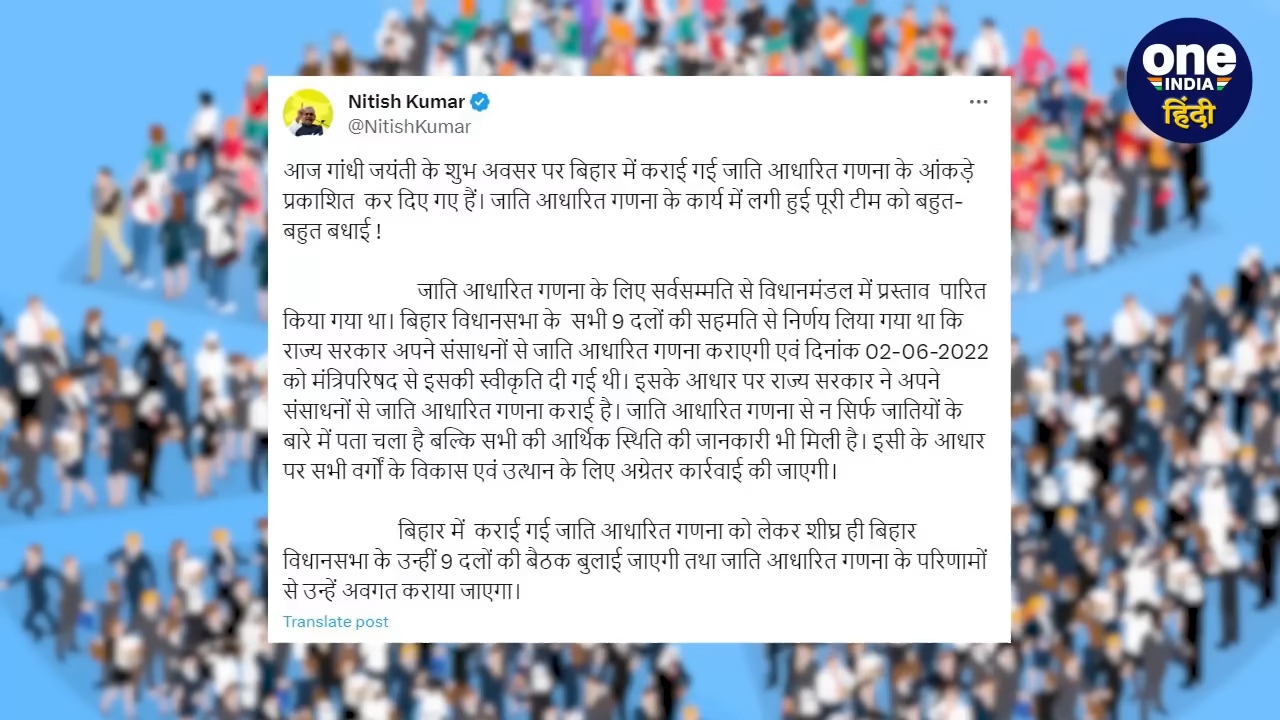 one
INDIA
हिंदी
Nitish Kumar
@NitishKumar
आज गांधी जयंती के शुभ अवसर पर बिहार में कराई गई जाति आधारित गणना के आंकड़े
प्रकाशित कर दिए गए हैं। जाति आधारित गणना के कार्य में लगी हुई पूरी टीम को बहुत-
बहुत बधाई !
जाति आधारित गणना के लिए सर्वसम्मति से विधानमंडल में प्रस्ताव पारित
किया गया था। बिहार विधानसभा के सभी 9 दलों की सहमति से निर्णय लिया गया था कि
राज्य सरकार अपने संसाधनों से जाति आधारित गणना कराएगी एवं दिनांक 02-06-2022
को मंत्रिपरिषद से इसकी स्वीकृति दी गई थी। इसके आधार पर राज्य सरकार ने अपने
संसाधनों से जाति आधारित गणना कराई है। जाति आधारित गणना से न सिर्फ जातियों के
बारे में पता चला है बल्कि सभी की आर्थिक स्थिति की जानकारी भी मिली है। इसी के आधार
पर सभी वर्गों के विकास एवं उत्थान के लिए अग्रेतर कार्रवाई की जाएगी।
बिहार में कराई गई जाति आधारित गणना को लेकर शीघ्र ही बिहार
विधानसभा के उन्हीं 9 दलों की बैठक बुलाई जाएगी तथा जाति आधारित गणना के परिणामों
से उन्हें अवगत कराया जाएगा।
Translate post